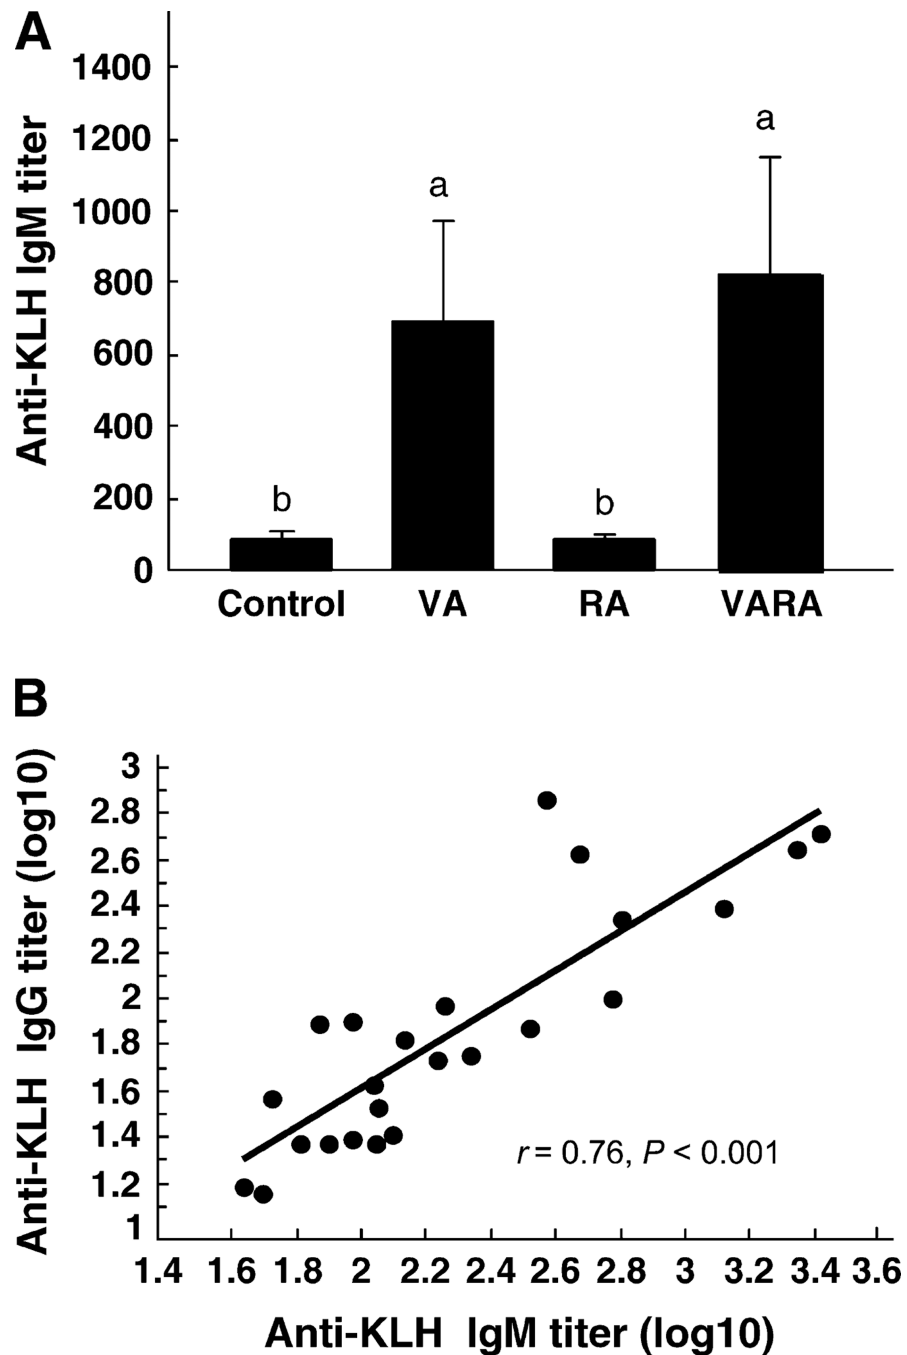 A
Anti-KLH IgM titer
1400
1200
1000
800
600
400
200
0
b
a
b
a
Control VA RA VARA
B
Anti-KLH IgG titer (log10)
3
2.8
2.6
2.4
2.2
2
1.8
1.6
1.4
1.2
1
r = 0.76, P < 0.001
1.4 1.6 1.8 2 2.2 2.4 2.6 2.8 3 3.2 3.4 3.6
Anti-KLH IgM titer (log10)